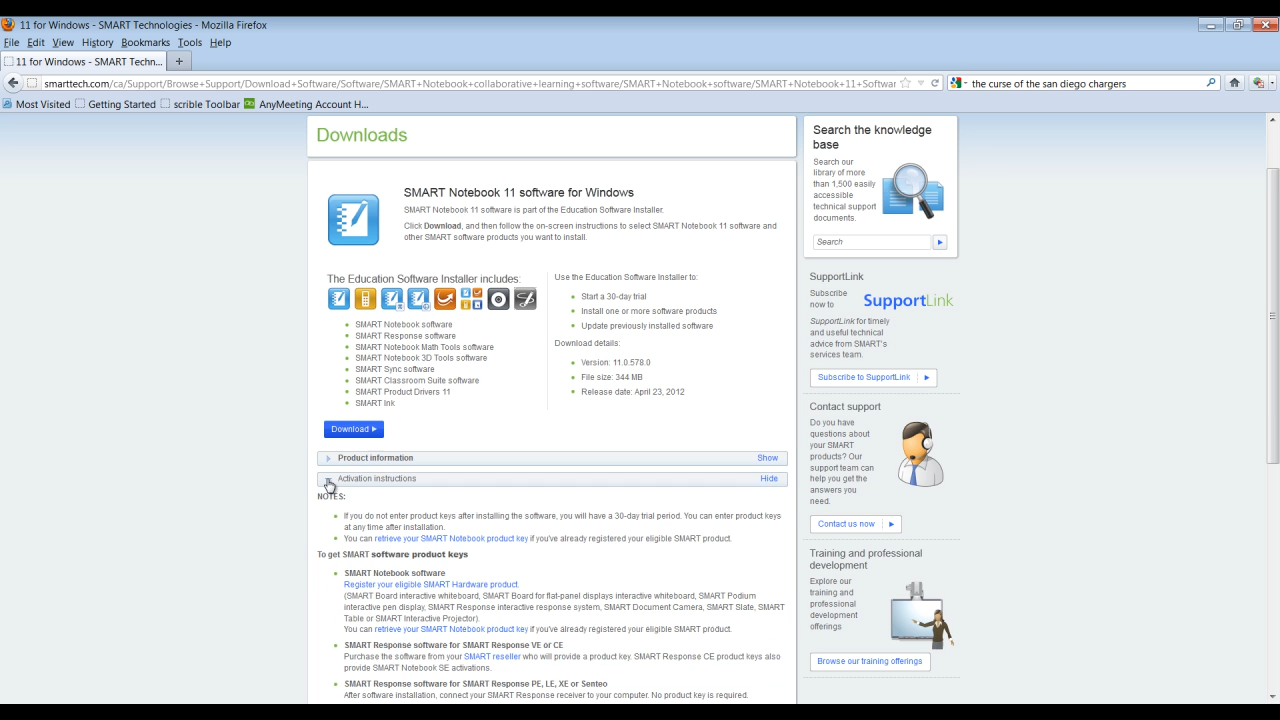 11 for Windows - SMART Technologies - Mozilla Firefox
File Edit View History Bookmarks Tools Help
11 for Windows - SMART Techn... +
smarttech.com/ca/Support/Browse+Support/Download+Software/Software/SMART+Notebook+collaborative+learning+software/SMART+Notebook+software/SMART+Notebook+11+Softwar
the curse of the san diego chargers
Most Visited Getting Started scrible Toolbar AnyMeeting Account H...
Downloads
SMART Notebook 11 software for Windows
SMART Notebook 11 software is part of the Education Software Installer.
Click Download, and then follow the on-screen instructions to select SMART Notebook 11 software and
other SMART software products you want to install.
The Education Software Installer includes:
SMART Notebook software
SMART Response software
SMART Notebook Math Tools software
SMART Notebook 3D Tools software
SMART Sync software
SMART Classroom Suite software
SMART Product Drivers 11
SMART Ink
Use the Education Software Installer to:
Start a 30-day trial
Install one or more software products
Update previously installed software
Download details:
Version: 11.0.578.0
File size: 344 MB
Release date: April 23, 2012
Download
Product information Show
Activation instructions Hide
NOTES:
If you do not enter product keys after installing the software, you will have a 30-day trial period. You can enter product keys
at any time after installation.
You can retrieve your SMART Notebook product key if you've already registered your eligible SMART product.
To get SMART software product keys
SMART Notebook software
Register your eligible SMART Hardware product.
(SMART Board interactive whiteboard, SMART Board for flat-panel displays interactive whiteboard, SMART Podium
interactive pen display, SMART Response interactive response system, SMART Document Camera, SMART Slate, SMART
Table or SMART Interactive Projector).
You can retrieve your SMART Notebook product key if you've already registered your eligible SMART product.
SMART Response software for SMART Response VE or CE
Purchase the software from your SMART reseller who will provide a product key. SMART Response CE product keys also
provide SMART Notebook SE activations.
SMART Response software for SMART Response PE, LE, XE or Senteo
After software installation, connect your SMART Response receiver to your computer. No product key is required.
Search the knowledge
base
Search our
library of more
than 1,500 easily
accessible
technical support
documents.
Search
SupportLink
Subscribe
now to
SupportLink
SupportLink for timely
and useful technical
advice from SMART's
services team.
Subscribe to SupportLink
Contact support
Do you have
questions about
your SMART
products? Our
support team can
help you get the
answers you
need.
Contact us now
Training and professional
development
Explore our
training and
professional
development
offerings
Browse our training offerings